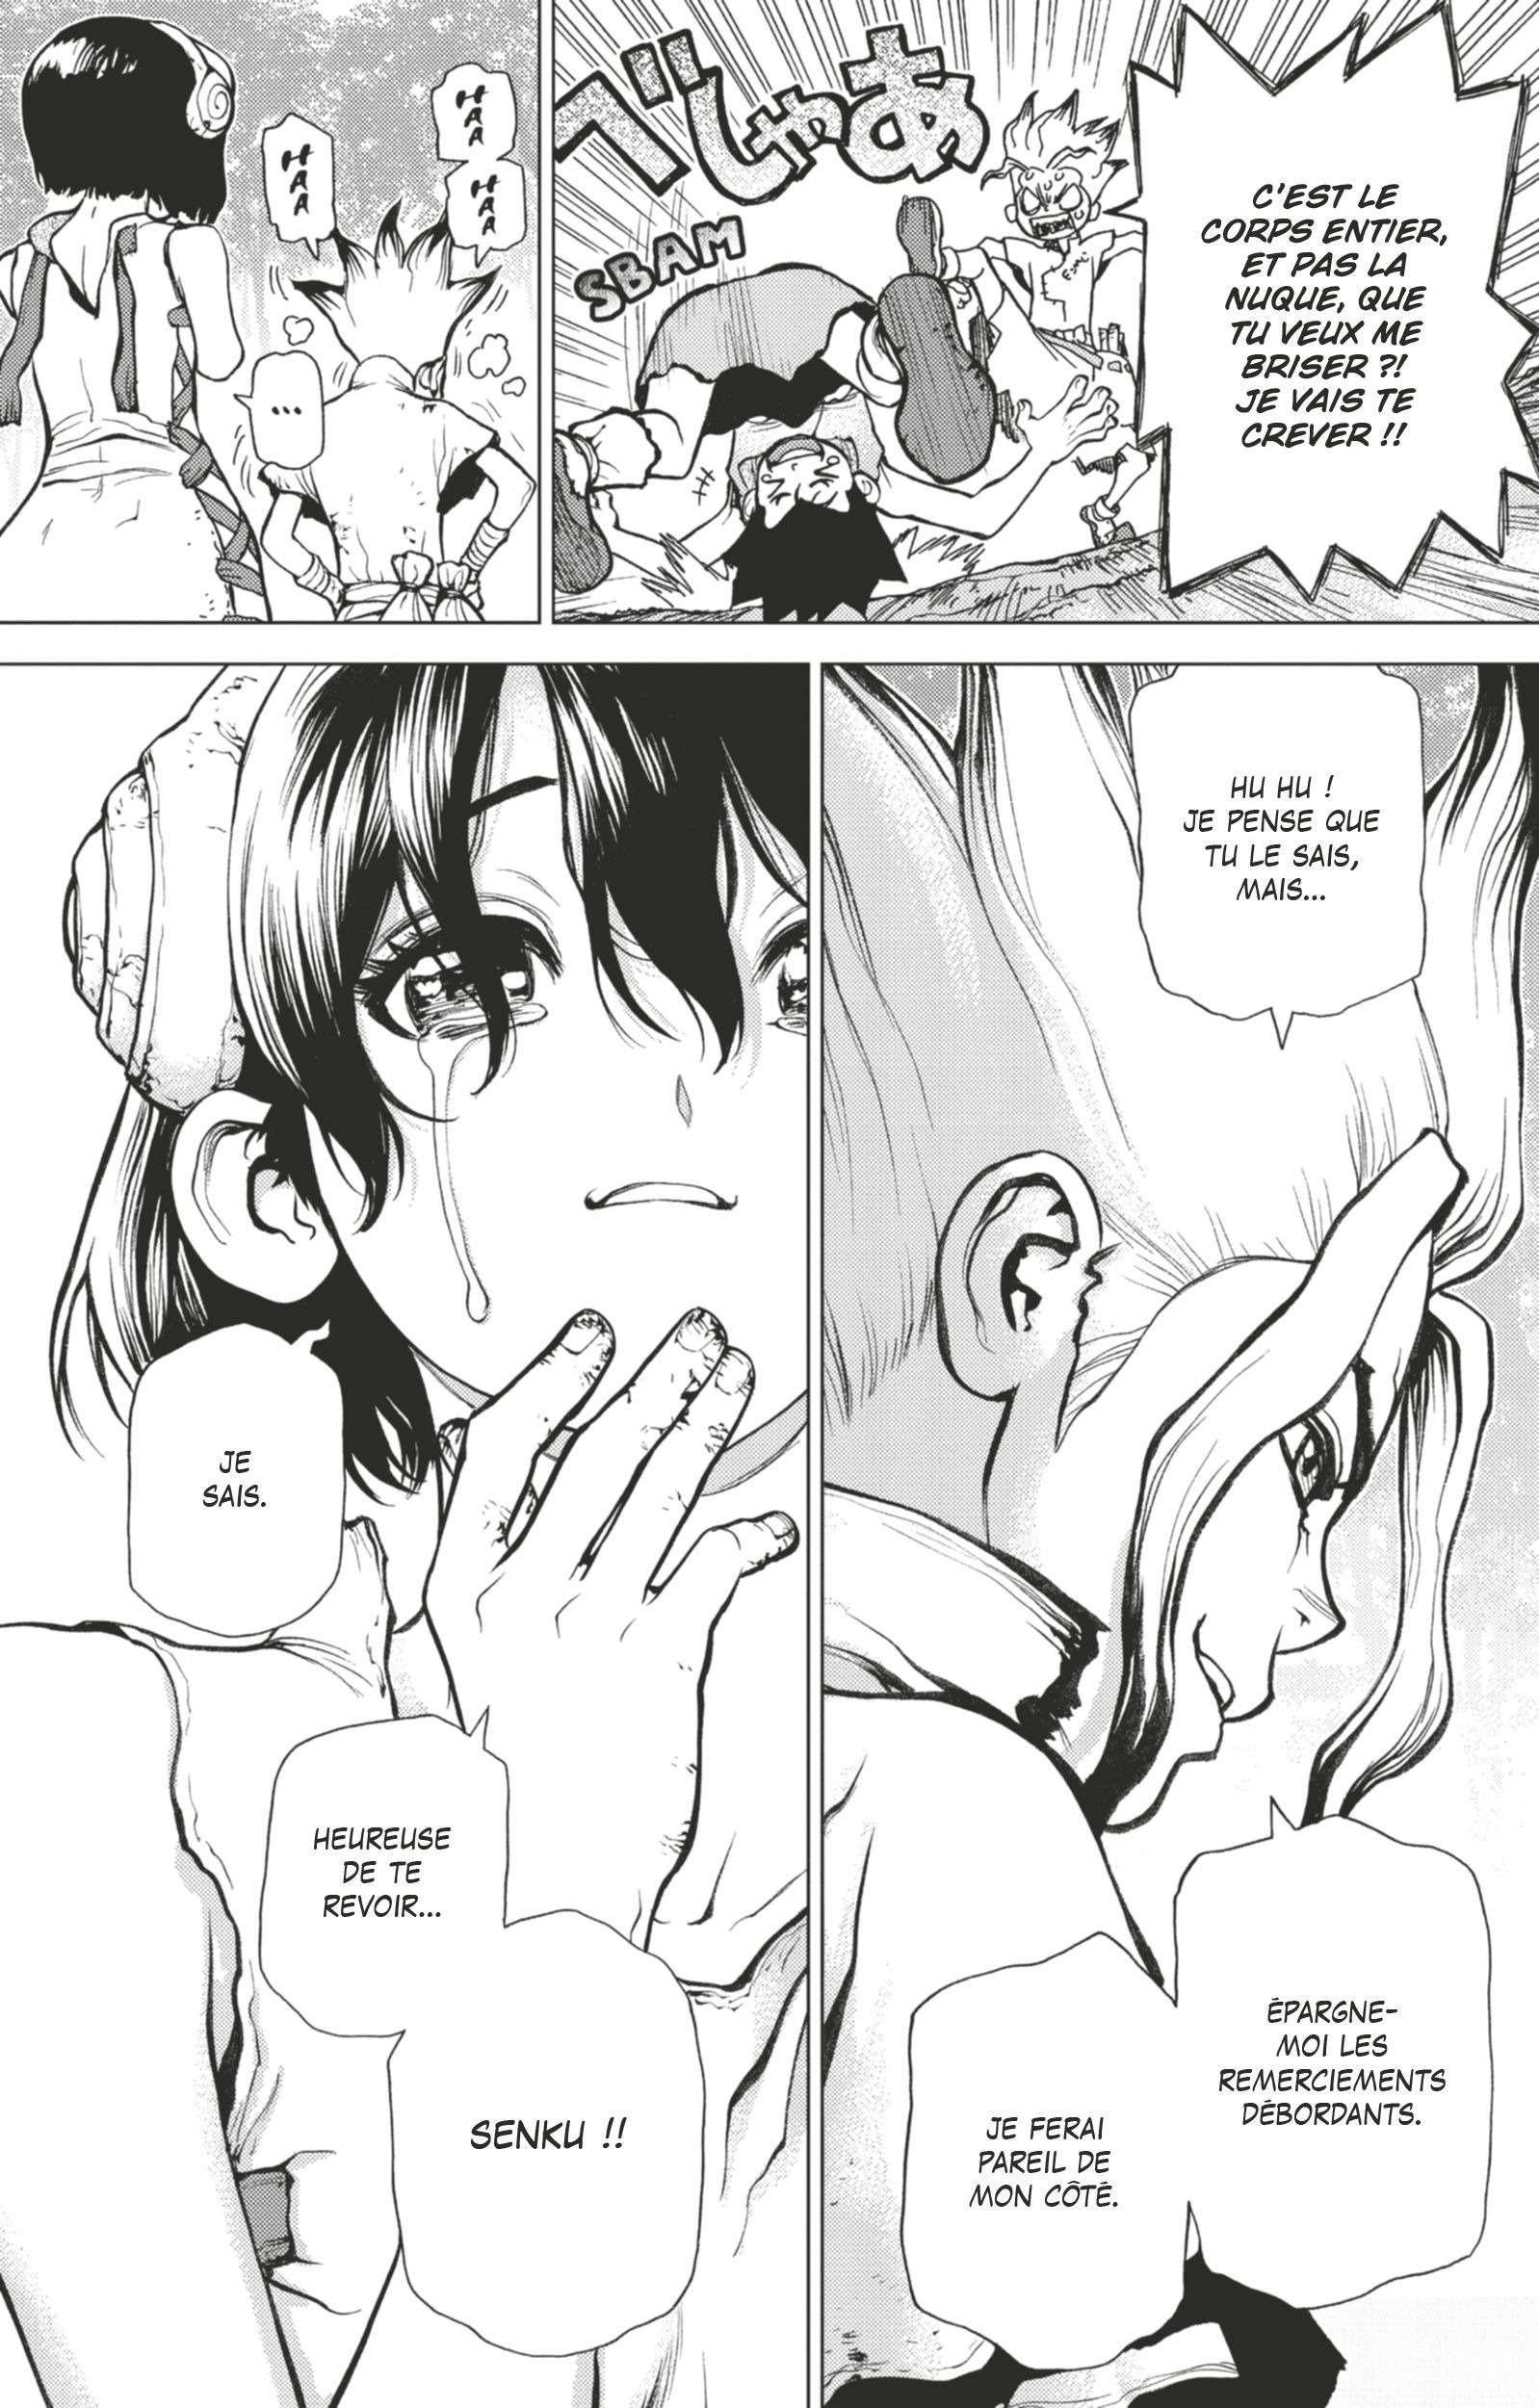 C'EST LE
CORPS ENTIER,
ET PAS LA
NUQUE, QUE
TU VEUX ME
BRISER ?!
JE VAIS TE
CREVER !!
べしゃあ
SBAM
HAA
HAA
HAA
...
HU HU !
JE PENSE QUE
TU LE SAIS,
MAIS...
ÉPARGNE-
MOI LES
REMERCIEMENTS
DÉBORDANTS.
JE FERAI
PAREIL DE
MON CÔTÉ.
JE
SAIS.
HEUREUSE
DE TE
REVOIR...
SENKU !!